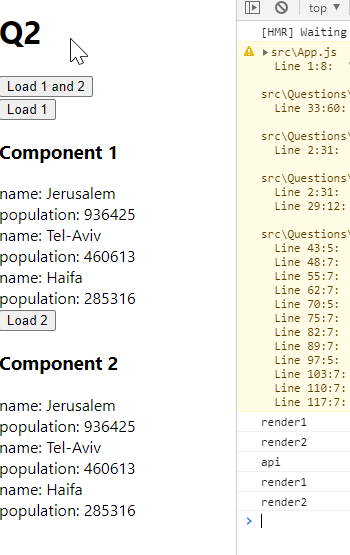 Q2
Load 1 and 2
Load 1
Component 1
name: Jerusalem
population: 936425
name: Tel-Aviv
population: 460613
name: Haifa
population: 285316
Load 2
Component 2
name: Jerusalem
population: 936425
name: Tel-Aviv
population: 460613
name: Haifa
population: 285316
top
[HMR] Waiting
src\App.js
Line 1:8:
src\Questions\
Line 33:60:
src\Questions\
Line 2:31:
src\Questions\
Line 2:31:
Line 29:12:
src\Questions\
Line 43:5:
Line 48:7:
Line 55:7:
Line 62:7:
Line 70:5:
Line 75:7:
Line 82:7:
Line 89:7:
Line 97:5:
Line 103:7:
Line 110:7:
Line 117:7:
render1
render2
api
render1
render2